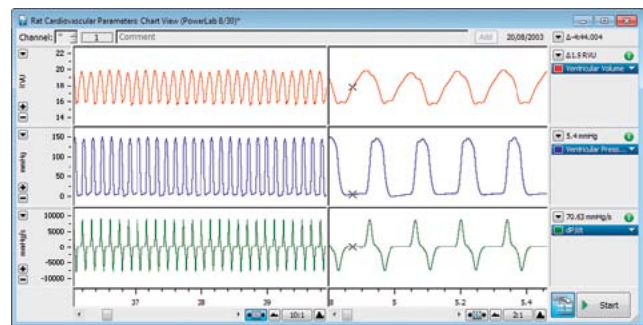 Rat Cardiovascular Parameters Chart View (PowerLab 8/30)*
Channel: * 1 Comment Add 20/08/2003 Δ-4:44.004
RVU
22
20
18
16
14
Δ1.9 RVU
Ventricular Volume
mmHg
150
100
50
0
5.4 mmHg
Ventricular Press...
mmHg/s
10000
5000
0
-5000
-10000
70.63 mmHg/s
dP/dt
37 38 39 5 5.2 5.4
10:1 2:1 Start